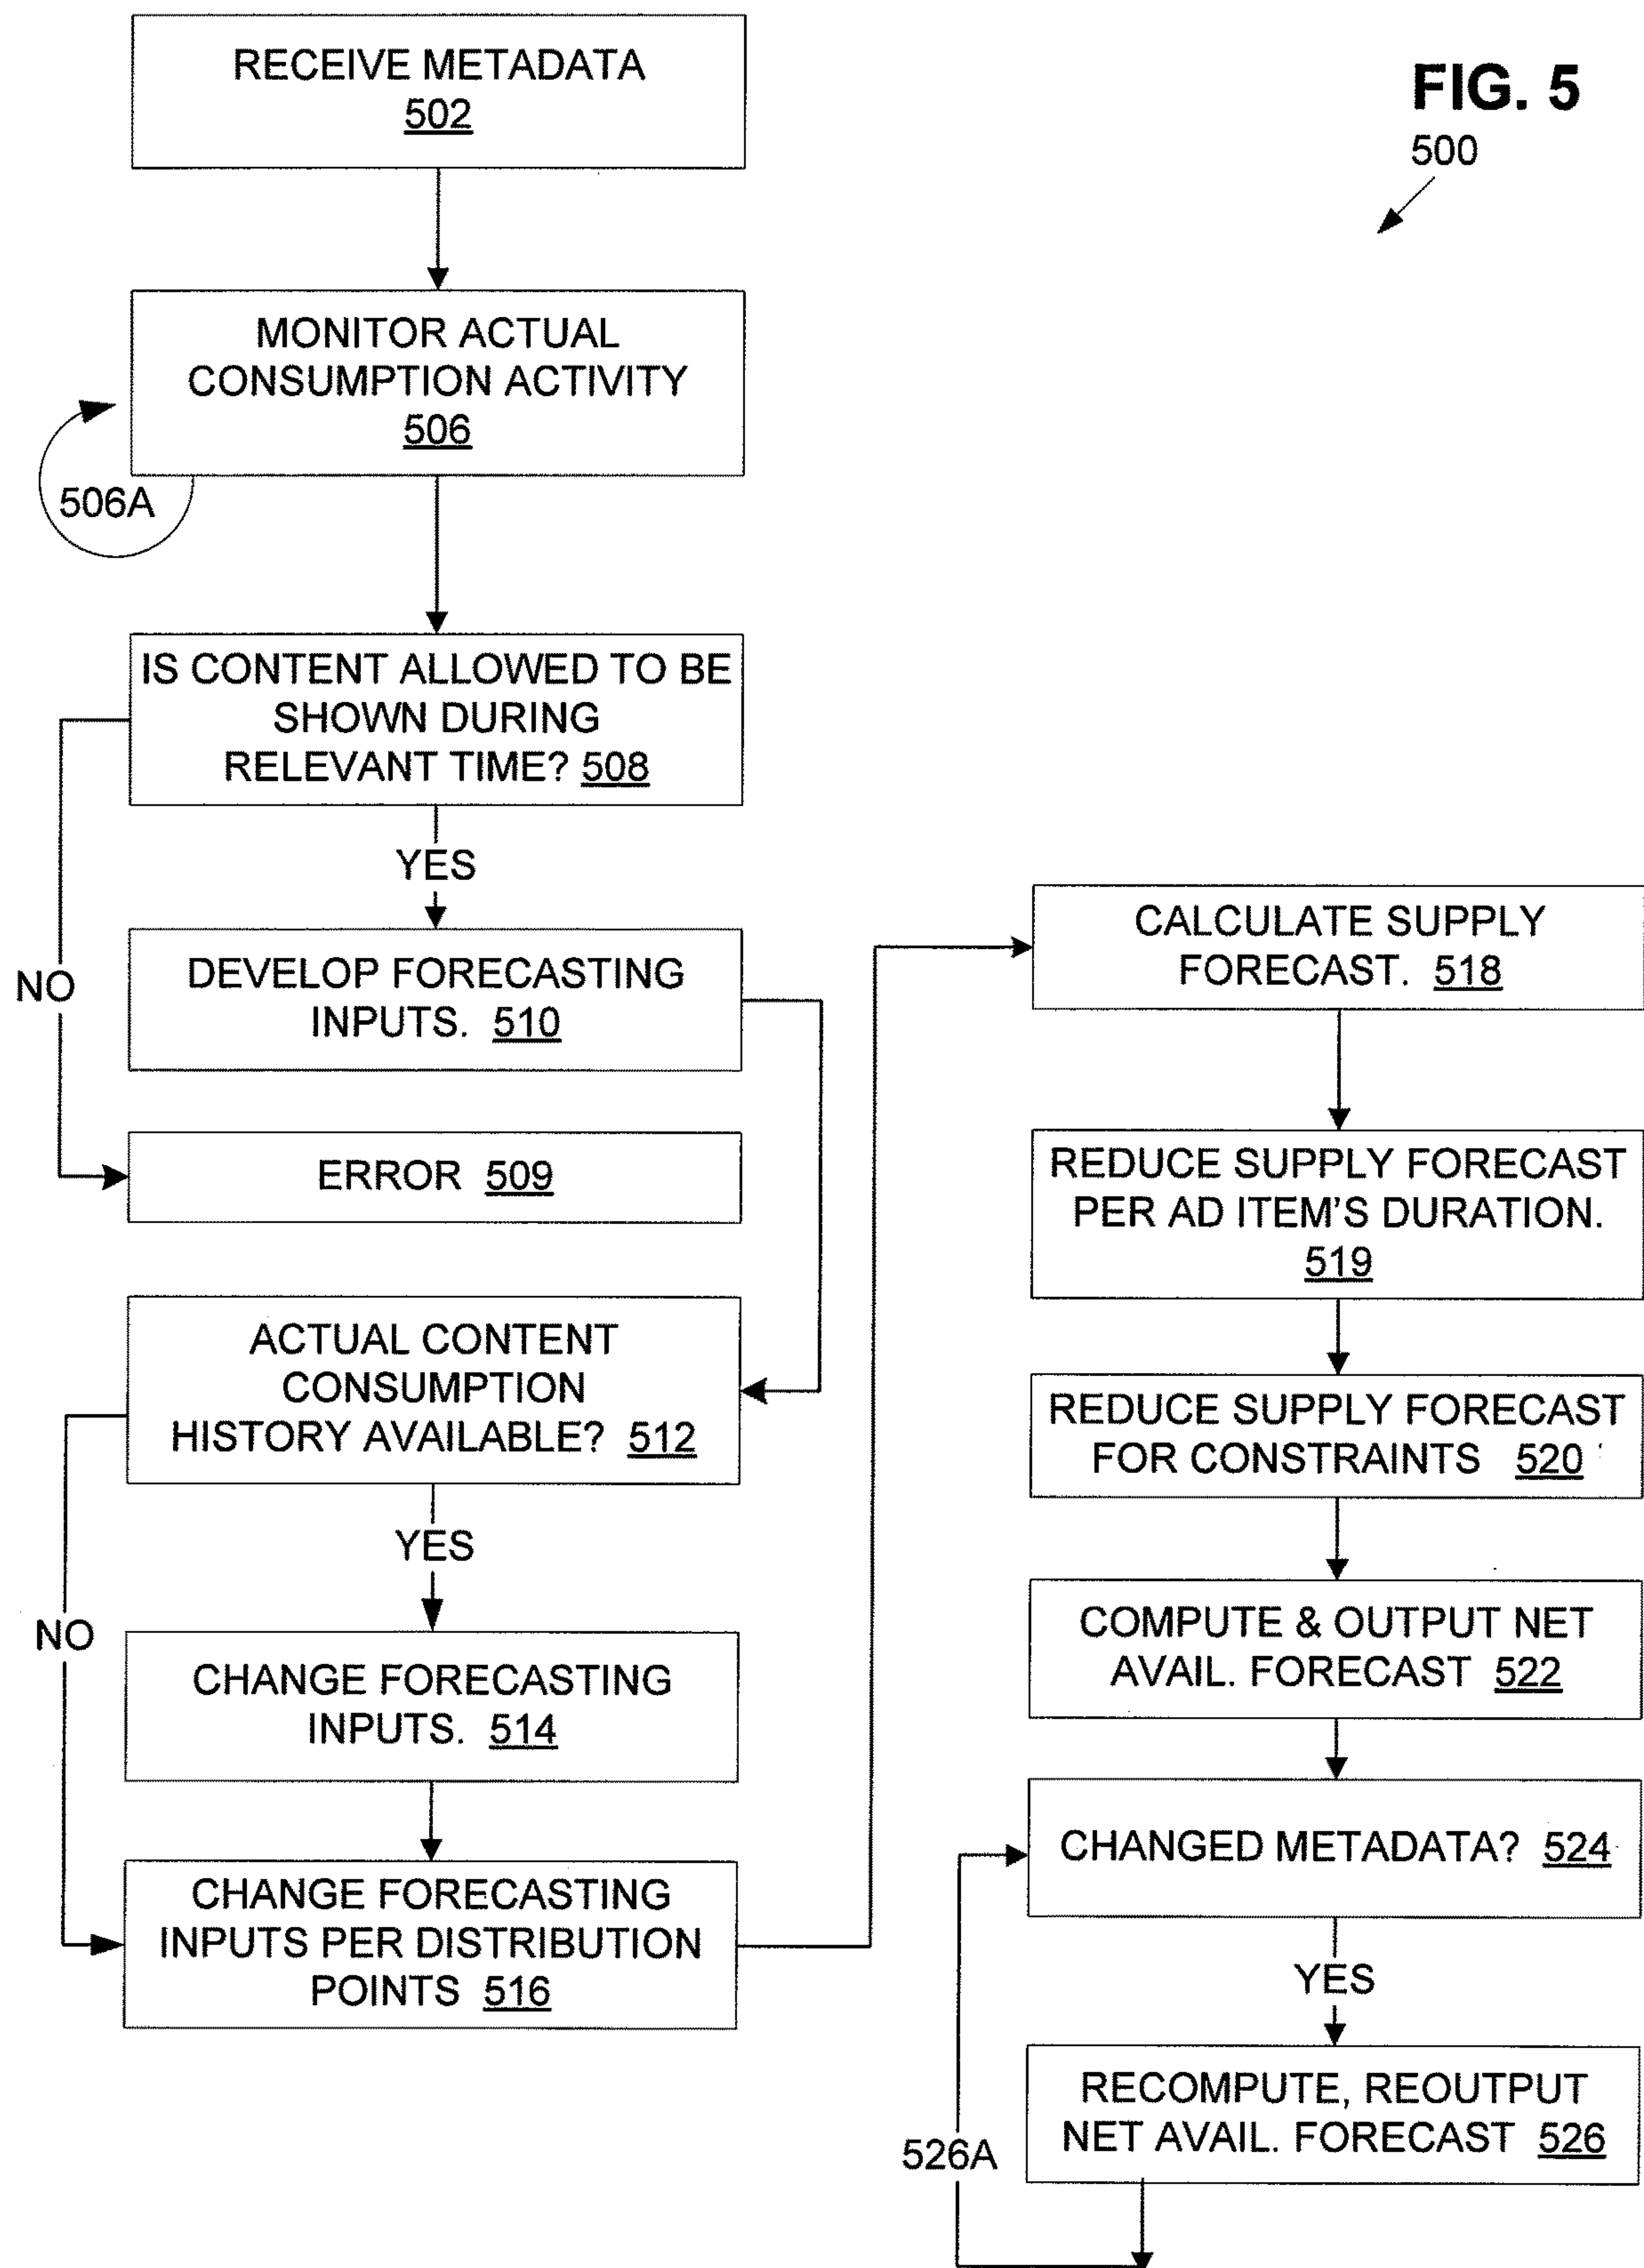 FIG. 5
500
RECEIVE METADATA
502
MONITOR ACTUAL
CONSUMPTION ACTIVITY
506
506A
IS CONTENT ALLOWED TO BE
SHOWN DURING
RELEVANT TIME? 508
YES
NO
DEVELOP FORECASTING
INPUTS. 510
ERROR 509
ACTUAL CONTENT
CONSUMPTION
HISTORY AVAILABLE? 512
YES
NO
CHANGE FORECASTING
INPUTS. 514
CHANGE FORECASTING
INPUTS PER DISTRIBUTION
POINTS 516
CALCULATE SUPPLY
FORECAST. 518
REDUCE SUPPLY FORECAST
PER AD ITEM'S DURATION.
519
REDUCE SUPPLY FORECAST
FOR CONSTRAINTS 520
COMPUTE & OUTPUT NET
AVAIL. FORECAST 522
CHANGED METADATA? 524
YES
RECOMPUTE, REOUTPUT
NET AVAIL. FORECAST 526
526A